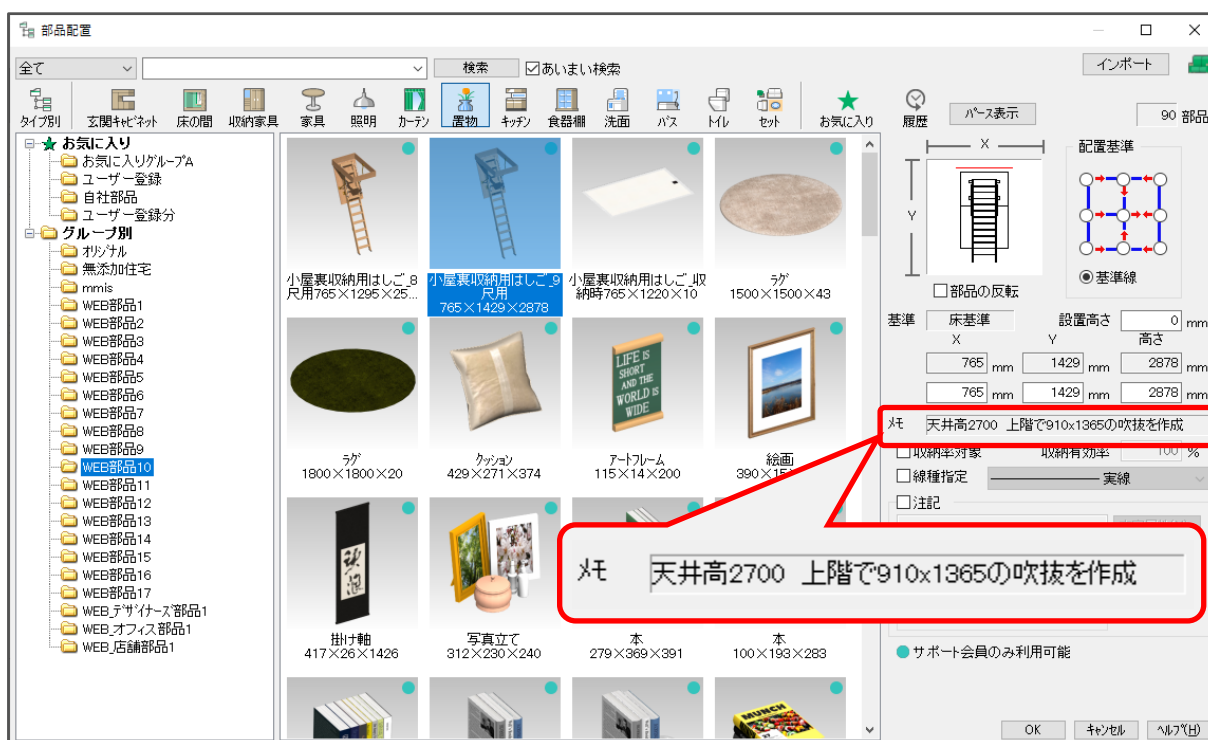 部品配置
全て
検索
あいまい検索
インポート
タイプ別
玄関キャビネット
床の間
収納家具
家具
照明
カーテン
置物
キッチン
食器棚
洗面
バス
トイレ
セット
お気に入り
履歴
パース表示
90 部品
お気に入り
お気に入りグループA
ユーザー登録
自社部品
ユーザー登録分
グループ別
オリジナル
無添加住宅
mmis
WEB部品1
WEB部品2
WEB部品3
WEB部品4
WEB部品5
WEB部品6
WEB部品7
WEB部品8
WEB部品9
WEB部品10
WEB部品11
WEB部品12
WEB部品13
WEB部品14
WEB部品15
WEB部品16
WEB部品17
WEB_デザイナーズ部品1
WEB_オフィス部品1
WEB_店舗部品1
小屋裏収納用はしご_8
尺用765×1295×25...
小屋裏収納用はしご_9
尺用
765×1429×2878
小屋裏収納用はしご_収
納時765×1220×10
ラグ
1500×1500×43
ラグ
1800×1800×20
クッション
429×271×374
LIFE IS
SHORT
AND THE
WORLD IS
WIDE
アートフレーム
115×14×200
絵画
掛け軸
417×26×1426
写真立て
312×230×240
本
279×369×391
本
100×193×283
MUNCH
X
Y
部品の反転
配置基準
基準線
基準
床基準
設置高さ
0 mm
X
Y
高さ
765 mm
1429 mm
2878 mm
765 mm
1429 mm
2878 mm
メモ
天井高2700 上階で910x1365の吹抜を作成
収納率対象
収納有効率
100 %
線種指定
実線
注記
メモ
天井高2700 上階で910x1365の吹抜を作成
サポート会員のみ利用可能
OK
キャンセル
ヘルプ(H)